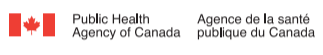 Public Health
Agency of Canada
Agence de la santé
publique du Canada